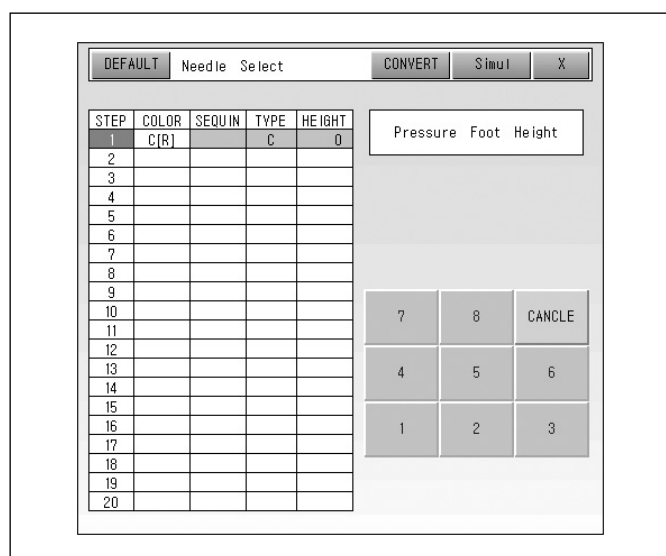 DEFAULT Needle Select CONVERT Simul X
STEP COLOR SEQUIN TYPE HEIGHT
1 C[R] C 0
Pressure Foot Height
2
3
4
5
6
7
8
9
10
11
12
13
14
15
16
17
18
19
20
7 8 CANCLE
4 5 6
1 2 3